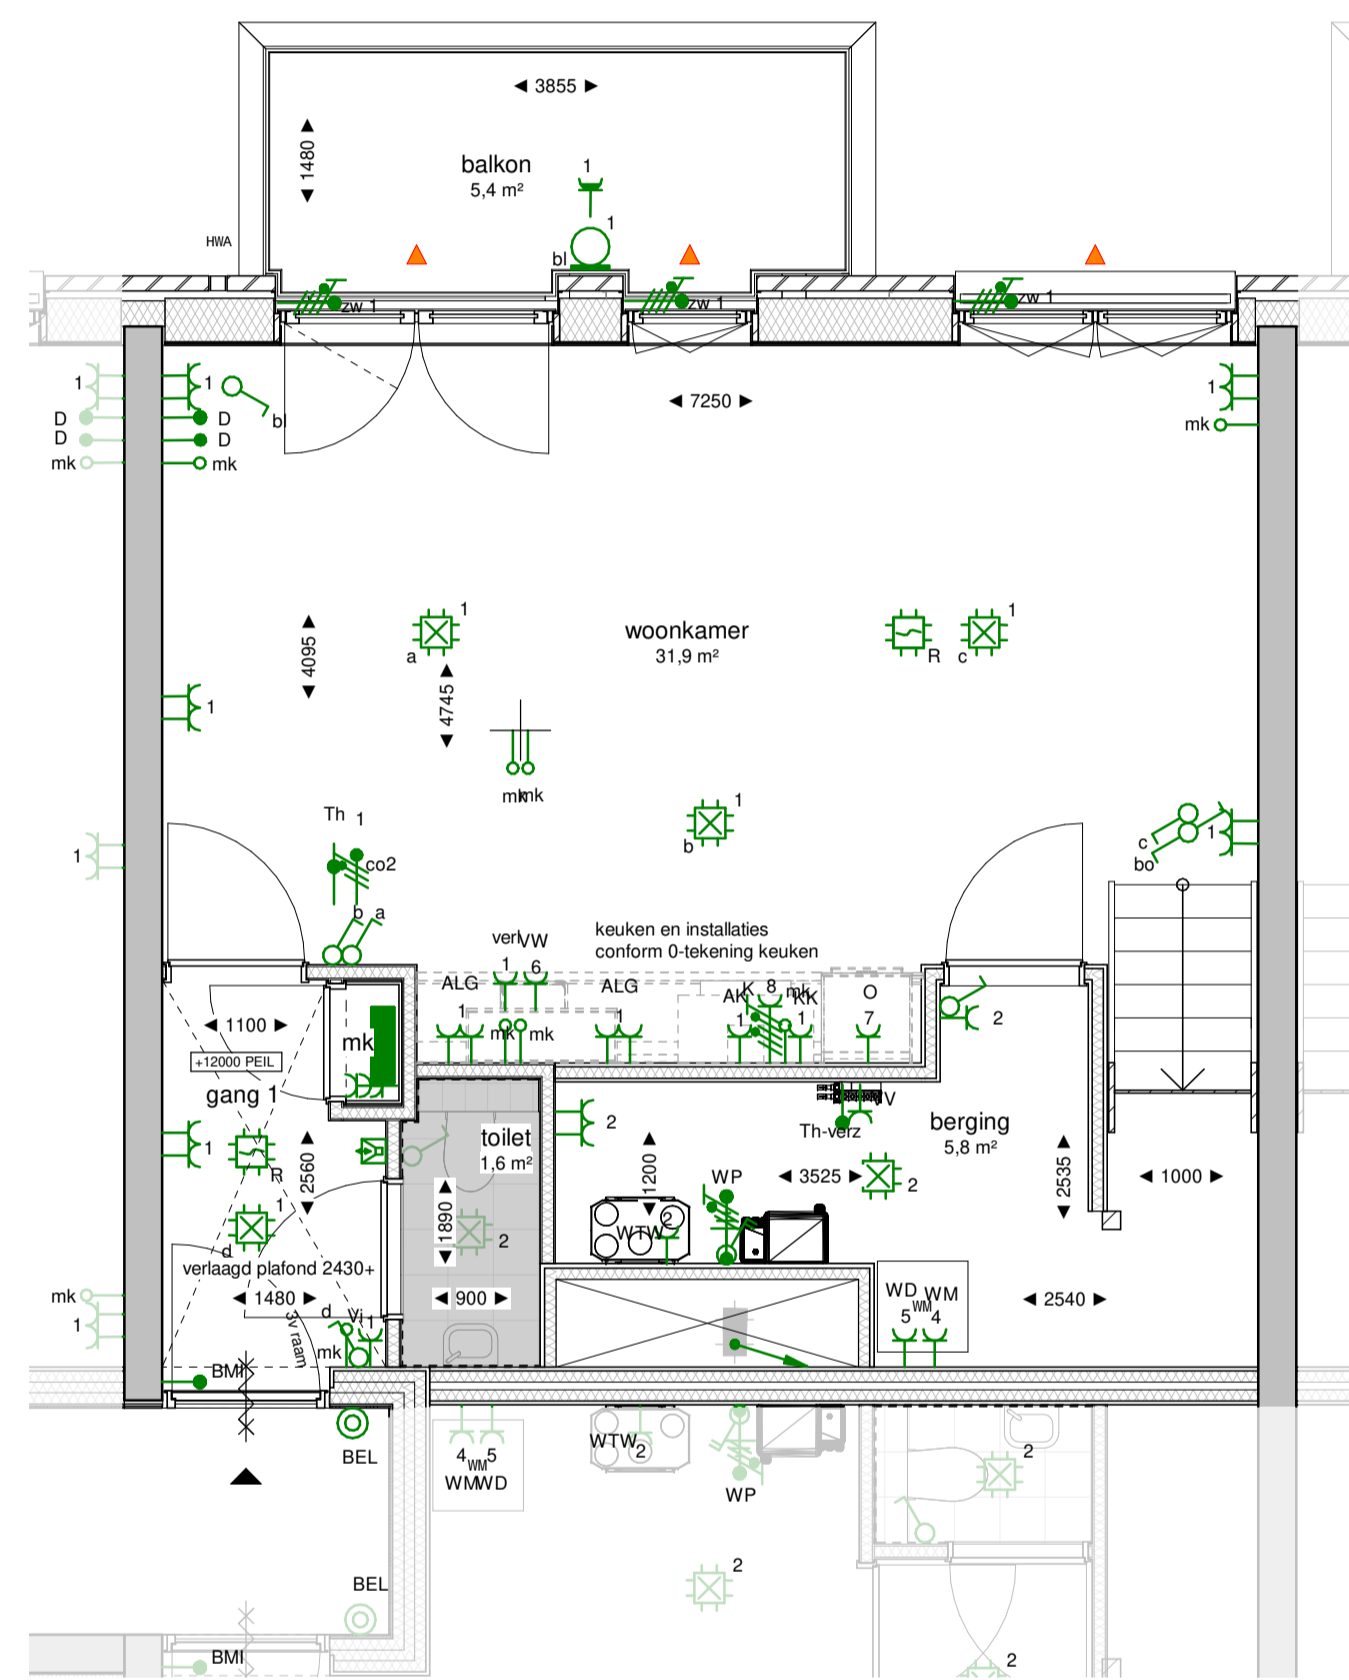 3855
1480
balkon
5,4 m²
1
1
bl
HWA
zw 1
zw 1
zw 1
1
1
bl
7250
1
D
D
D
D
mk
mk
mk
4095
a
1
4745
woonkamer
31,9 m²
R
c
1
1
mk
mk
b
1
Th
1
co2
b
a
1
c
bo
1
keuken en installaties
conform 0-tekening keuken
verl
VW
1
6
ALG
ALG
1
1
mk
mk
AK
K
8
mk
KK
1
1
O
7
2
1100
mk
+12000 PEIL
gang 1
1
R
2560
1
d
verlaagd plafond 2430+
1480
3v raam
d
Vi
1
mk
mk
1
BMI
toilet
1,6 m²
1890
2
900
2
1200
WTW
2
WP
Th-verz
V
berging
5,8 m²
3525
2
2535
1000
2540
WD
WM
WM
5
4
BEL
4
WM
5
WM
WD
WTW
2
WP
2
BEL
BMI
2
2